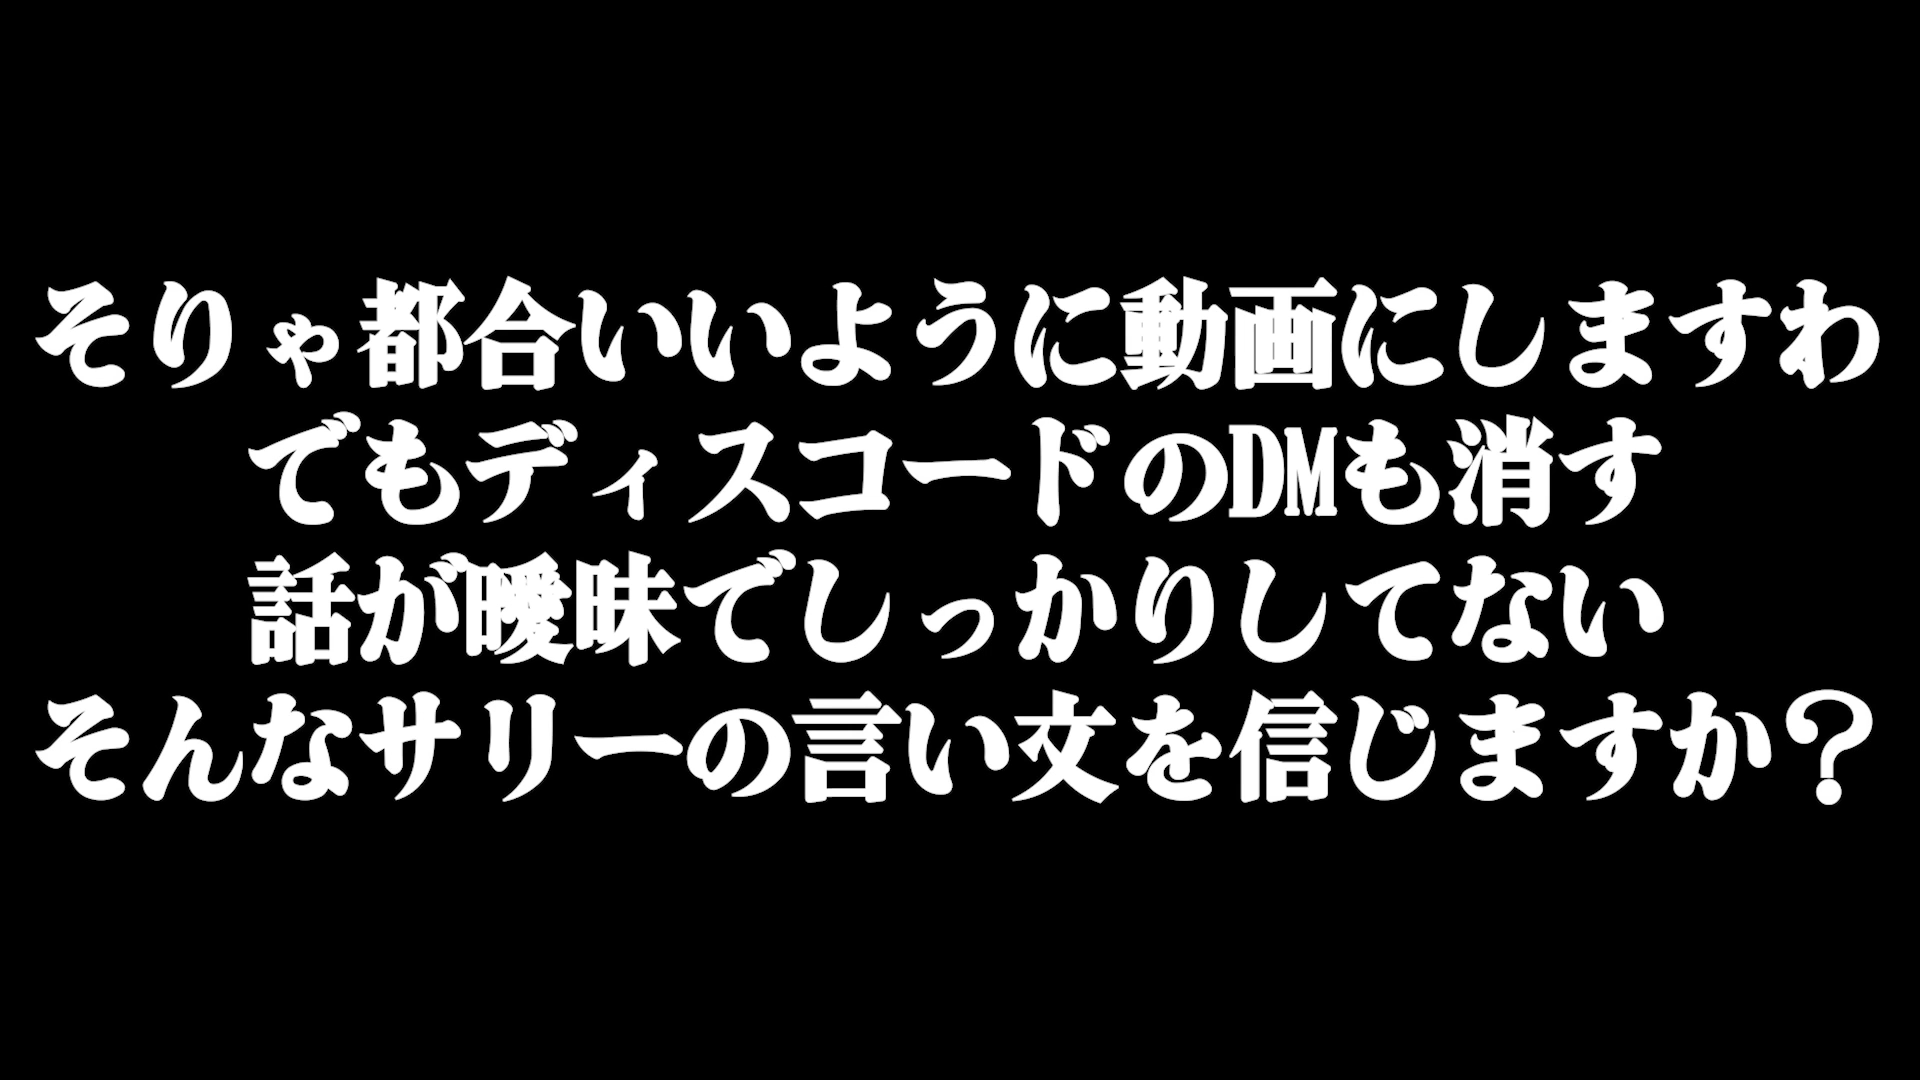 そりゃ都合いいように動画にしますわ
でもディスコードのDMも消す
話が曖昧でしっかりしてない
そんなサリーの言い文を信じますか？